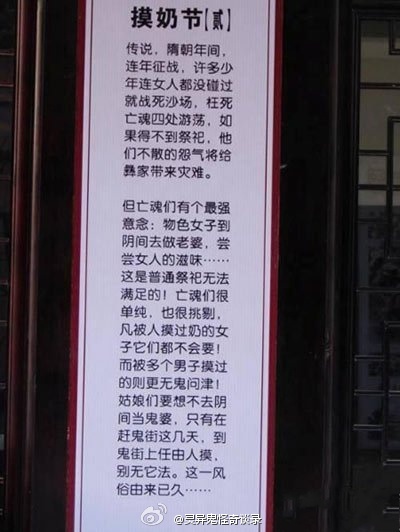 摸奶节【贰】
传说，隋朝年间，
连年征战，许多少
年连女人都没碰过
就战死沙场，枉死
亡魂四处游荡，如
果得不到祭祀，他
们不散的怨气将给
彝家带来灾难。
但亡魂们有个最强
意念：物色女子到
阴间去做老婆，尝
尝女人的滋味……
这是普通祭祀无法
满足的！亡魂们很
单纯，也很挑剔，
凡被人摸过奶的女
子它们都不会要！
而被多个男子摸过
的则更无鬼问津！
姑娘们要想不去阴
间当鬼婆，只有在
赶鬼街这几天，到
鬼街上任由人摸，
别无它法。这一风
俗由来已久……
@灵异鬼怪奇谈录